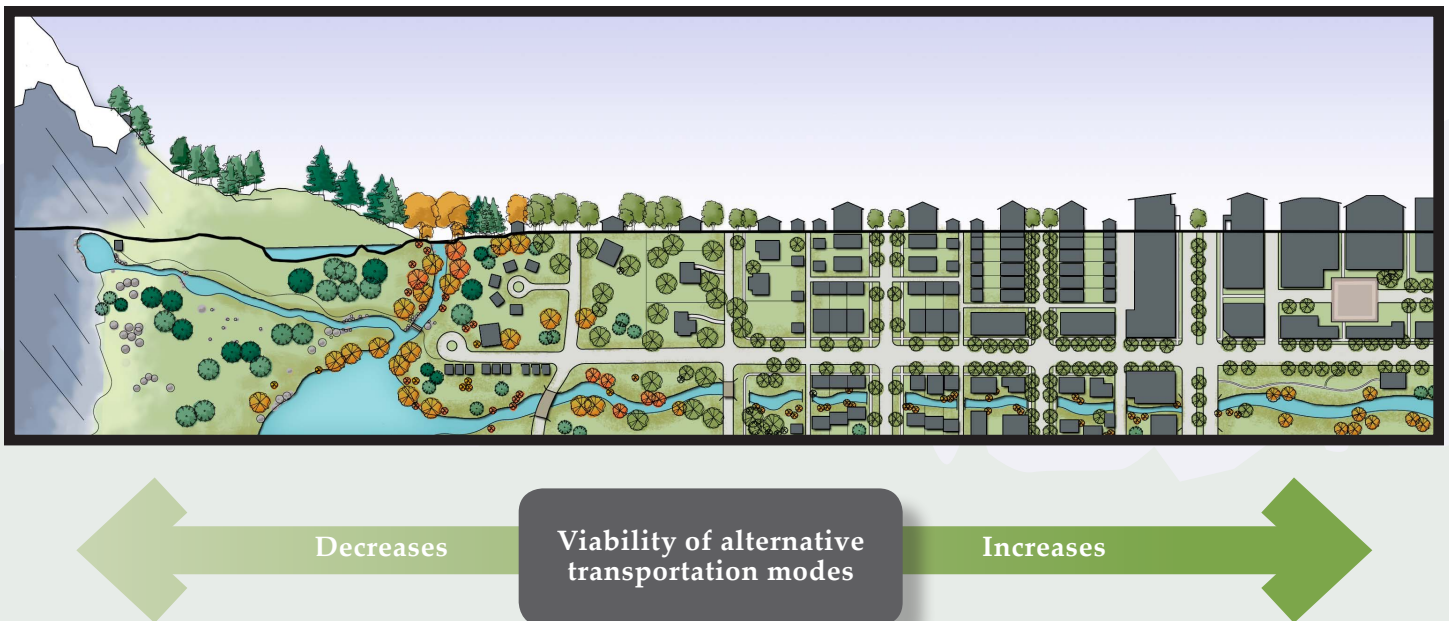 Decreases
Viability of alternative
transportation modes
Increases